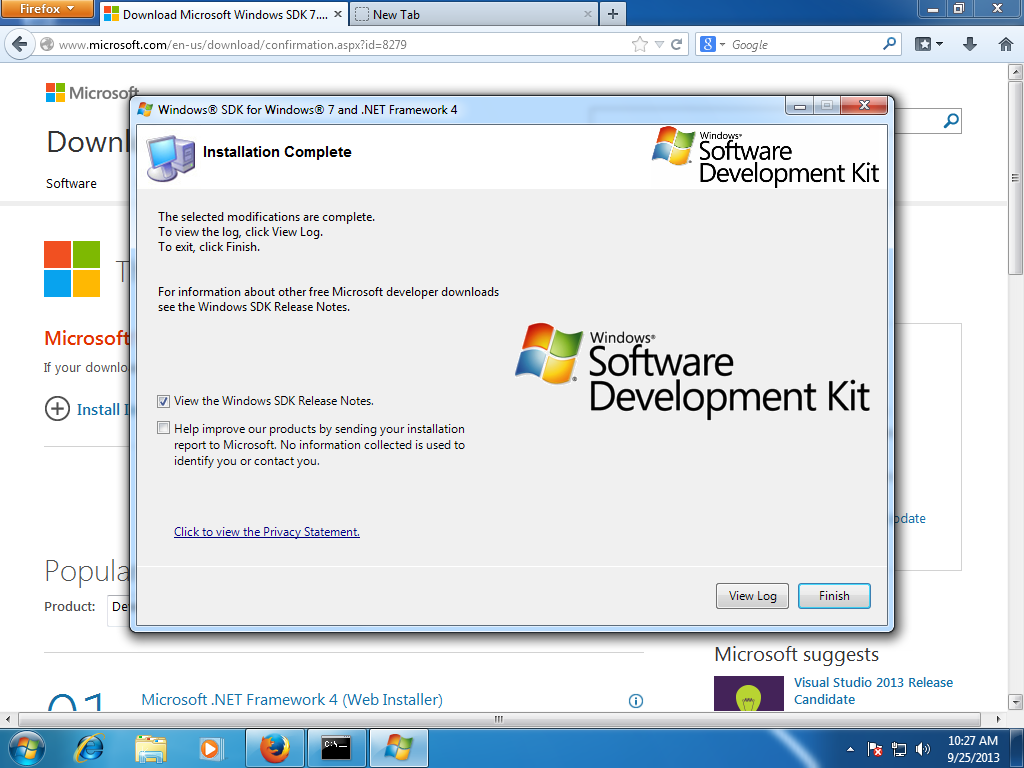 Firefox
Download Microsoft Windows SDK 7....
New Tab
www.microsoft.com/en-us/download/confirmation.aspx?id=8279
Google
Microsoft
Downl
Software
Windows® SDK for Windows® 7 and .NET Framework 4
Installation Complete
Windows®
Software
Development Kit
T
The selected modifications are complete.
To view the log, click View Log.
To exit, click Finish.
For information about other free Microsoft developer downloads
see the Windows SDK Release Notes.
Microsoft
If your downlo
Install I
Windows®
Software
Development Kit
View the Windows SDK Release Notes.
Help improve our products by sending your installation
report to Microsoft. No information collected is used to
identify you or contact you.
pdate
Click to view the Privacy Statement.
Popula
Product:
De
View Log
Finish
Microsoft suggests
01
Microsoft .NET Framework 4 (Web Installer)
Visual Studio 2013 Release
Candidate
C:\_
10:27 AM
9/25/2013